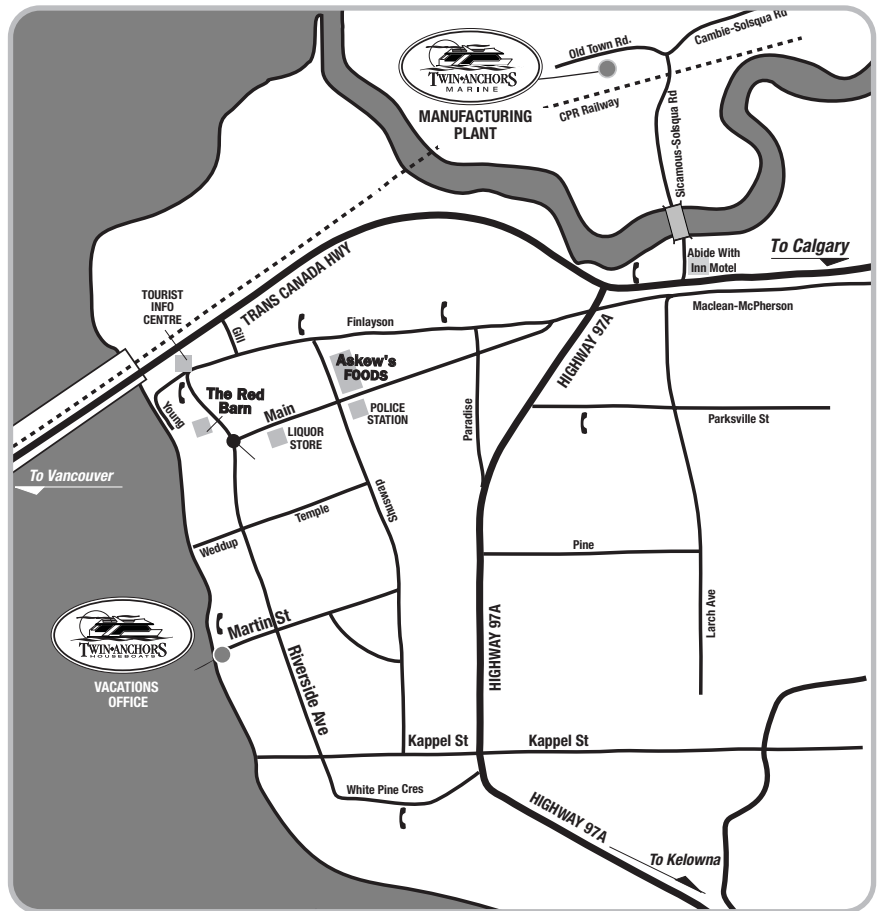 Old Town Rd.
Cambie-Solsqua Rd
TWIN•ANCHORS
MARINE
MANUFACTURING
PLANT
CPR Railway
Sicamous-Solsqua Rd
Abide With
Inn Motel
To Calgary
TRANS CANADA HWY
TOURIST
INFO
CENTRE
Gill
Finlayson
Maclean-McPherson
HIGHWAY 97A
Askew's
FOODS
The Red
Barn
Young
Main
LIQUOR
STORE
POLICE
STATION
Paradise
Parksville St
To Vancouver
Shuswap
Temple
Weddup
Pine
Larch Ave
TWIN•ANCHORS
HOUSEBOATS
VACATIONS
OFFICE
Martin St
Riverside Ave
HIGHWAY 97A
Kappel St
Kappel St
White Pine Cres
HIGHWAY 97A
To Kelowna